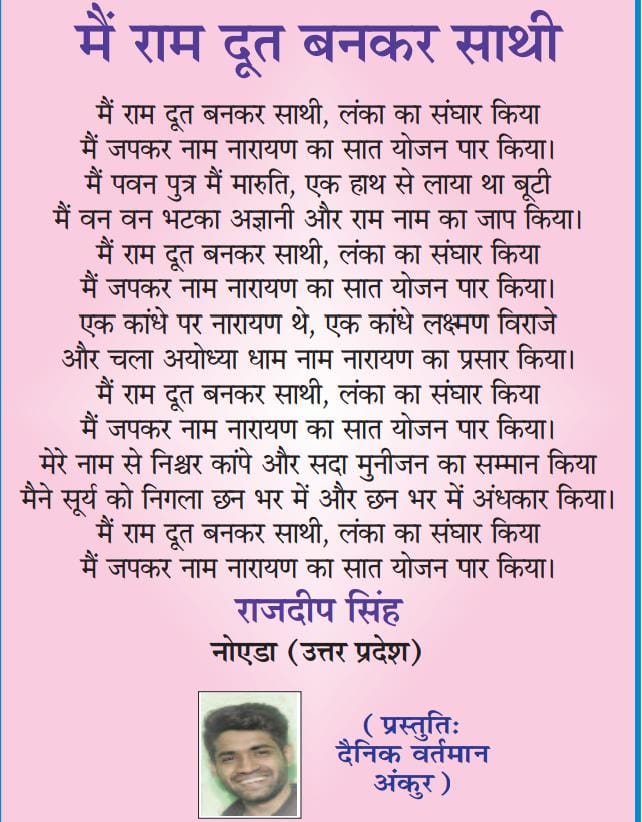 मैं राम दूत बनकर साथी
मैं राम दूत बनकर साथी, लंका का संघार किया
मैं जपकर नाम नारायण का सात योजन पार किया।
मैं पवन पुत्र मैं मारुति, एक हाथ से लाया था बूटी
मैं वन वन भटका अज्ञानी और राम नाम का जाप किया।
मैं राम दूत बनकर साथी, लंका का संघार किया
मैं जपकर नाम नारायण का सात योजन पार किया।
एक कांधे पर नारायण थे, एक कांधे लक्ष्मण विराजे
और चला अयोध्या धाम नाम नारायण का प्रसार किया।
मैं राम दूत बनकर साथी, लंका का संघार किया
मैं जपकर नाम नारायण का सात योजन पार किया।
मेरे नाम से निश्चर कांपे और सदा मुनीजन का सम्मान किया
मैने सूर्य को निगला छन भर में और छन भर में अंधकार किया।
मैं राम दूत बनकर साथी, लंका का संघार किया
मैं जपकर नाम नारायण का सात योजन पार किया।
राजदीप सिंह
नोएडा (उत्तर प्रदेश)
( प्रस्तुतिः
दैनिक वर्तमान
अंकुर )